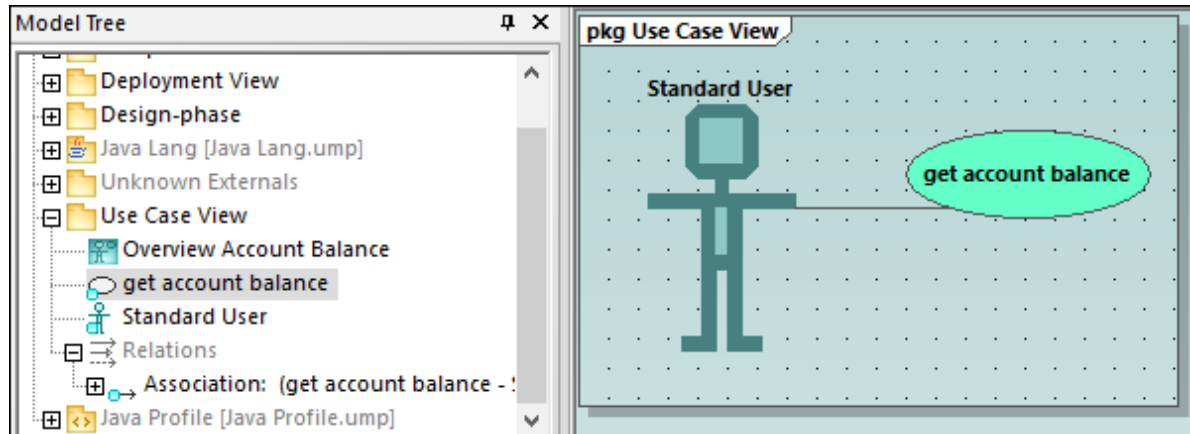 Model Tree
Deployment View
Design-phase
Java Lang [Java Lang.ump]
Unknown Externals
Use Case View
Overview Account Balance
get account balance
Standard User
Relations
Association: (get account balance -
Java Profile [Java Profile.ump]
pkg Use Case View
Standard User
get account balance